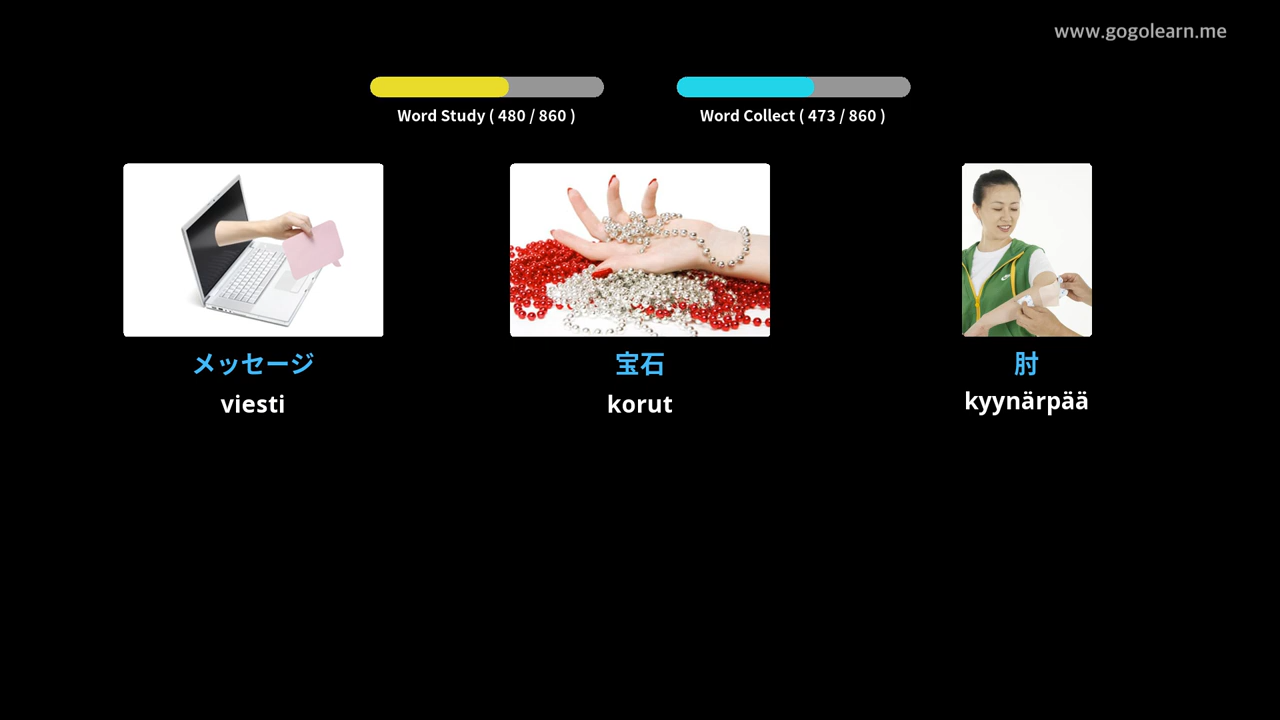 www.gogolearn.me
Word Study ( 480 / 860 )
Word Collect ( 473 / 860 )
メッセージ
viesti
宝石
korut
肘
kyynärpää